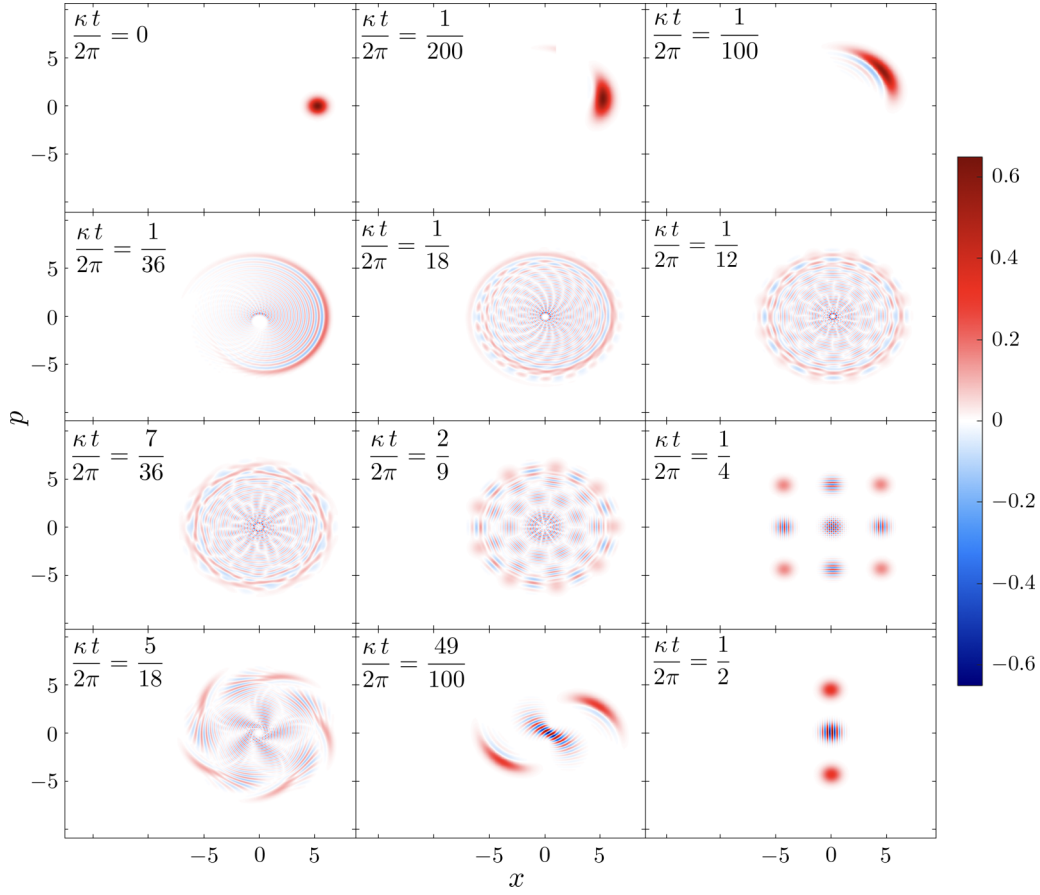 κt/2π = 0
κt/2π = 1/200
κt/2π = 1/100
5
0
−5
κt/2π = 1/36
κt/2π = 1/18
κt/2π = 1/12
5
0
−5
κt/2π = 7/36
κt/2π = 2/9
κt/2π = 1/4
5
0
−5
κt/2π = 5/18
κt/2π = 49/100
κt/2π = 1/2
5
0
−5
−5 0 5
−5 0 5
−5 0 5
x
p
0.6
0.4
0.2
0
−0.2
−0.4
−0.6